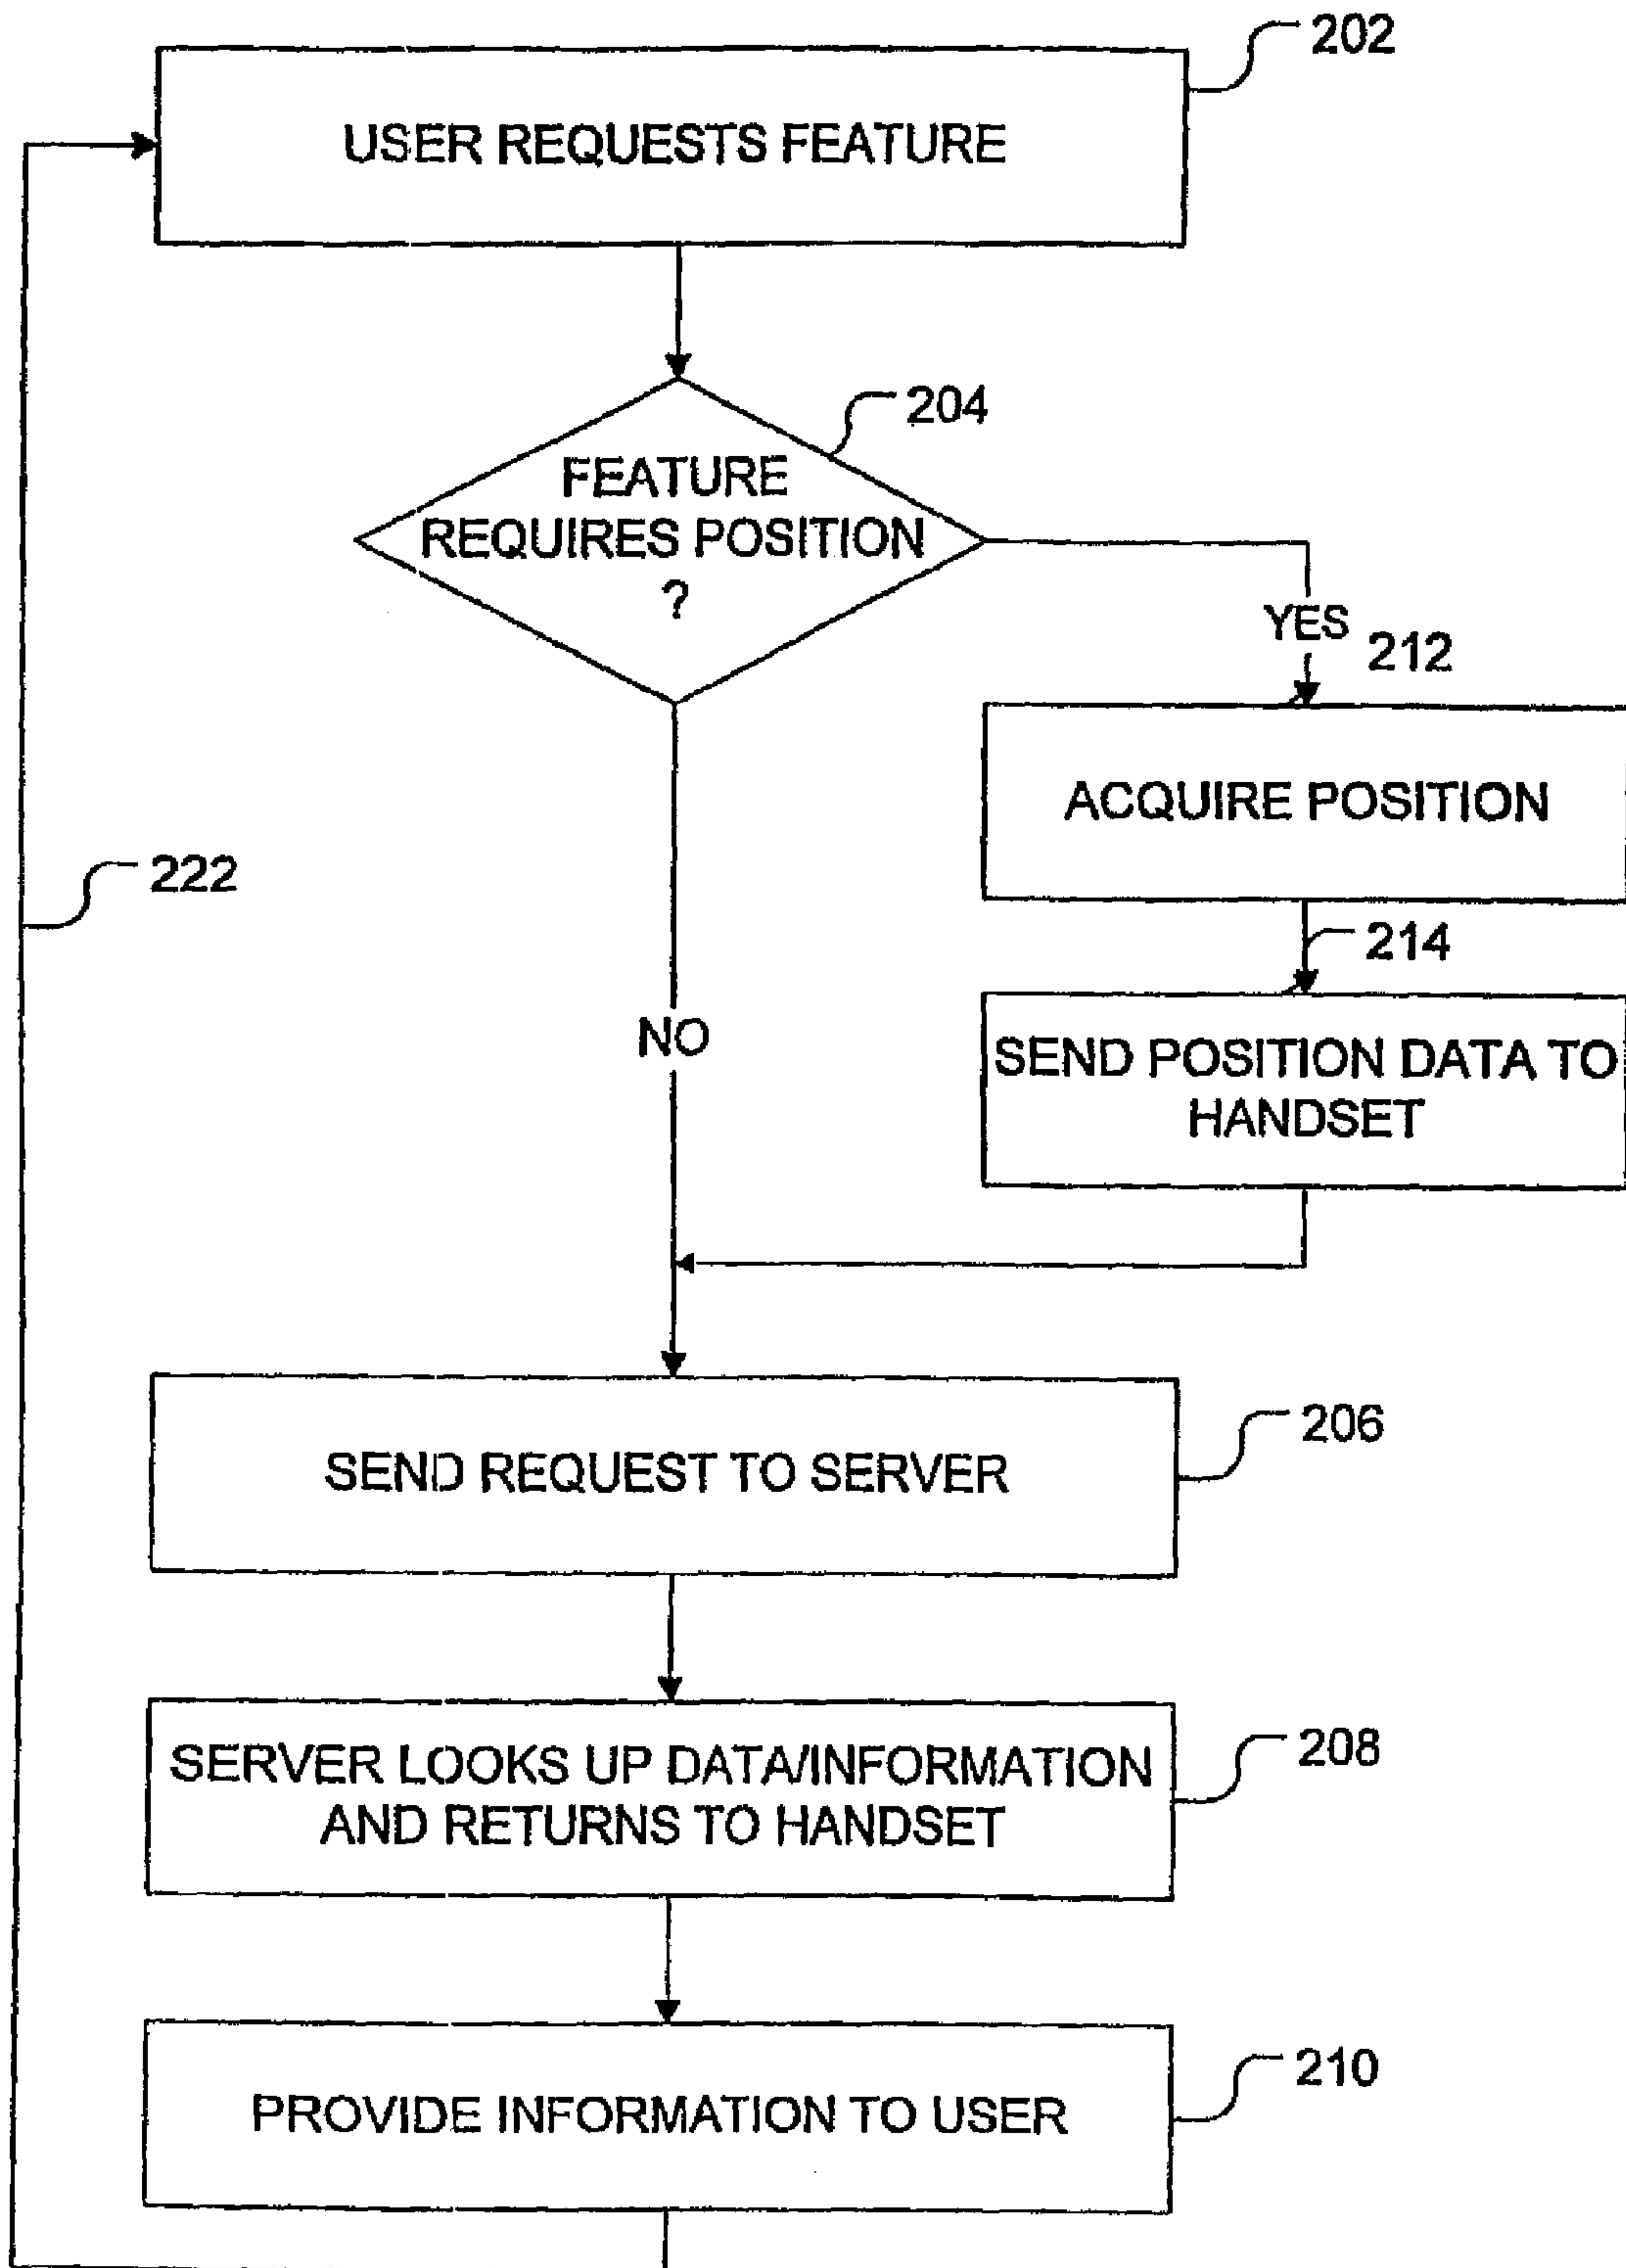 202
USER REQUESTS FEATURE
204
FEATURE
REQUIRES POSITION
?
YES
212
ACQUIRE POSITION
222
214
NO
SEND POSITION DATA TO
HANDSET
206
SEND REQUEST TO SERVER
208
SERVER LOOKS UP DATA/INFORMATION
AND RETURNS TO HANDSET
210
PROVIDE INFORMATION TO USER